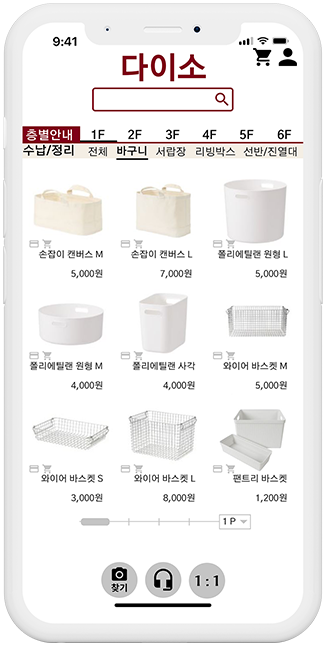 9:41
다이소
층별안내 1F 2F 3F 4F 5F 6F
수납/정리 전체 바구니 서랍장 리빙박스 선반/진열대
손잡이 캔버스 M 손잡이 캔버스 L 폴리에틸랜 원형 L
5,000원 7,000원 5,000원
폴리에틸랜 원형 M 폴리에틸랜 사각 와이어 바스켓 M
4,000원 4,000원 5,000원
와이어 바스켓 S 와이어 바스켓 L 팬트리 바스켓
3,000원 8,000원 1,200원
1 P
찾기 1 : 1